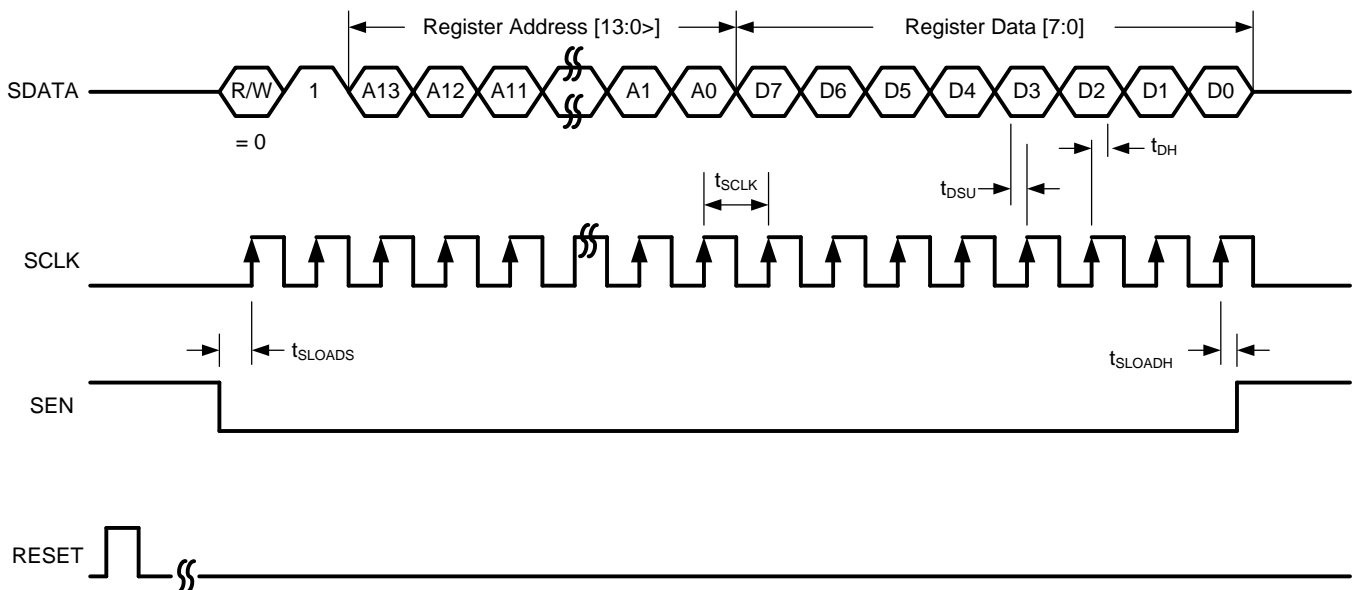 Register Address [13:0>] Register Data [7:0]
SDATA R/W 1 A13 A12 A11 A1 A0 D7 D6 D5 D4 D3 D2 D1 D0
= 0
tDH
tSCLK
tDSU
SCLK
tSLOADS tSLOADH
SEN
RESET